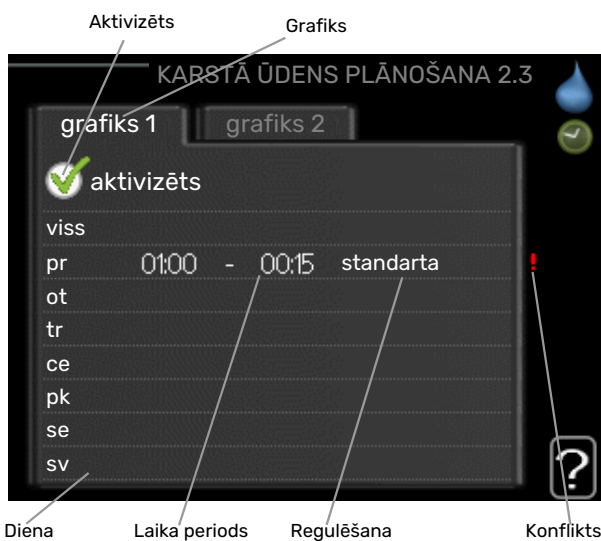 Aktivizēts
Grafiks
KARSTĀ ŪDENS PLĀNOŠANA 2.3
grafiks 1
grafiks 2
aktivizēts
viss
pr 01:00 - 00:15 standarta !
ot
tr
ce
pk
se
sv
?
Diena
Laika periods
Regulēšana
Konflikts